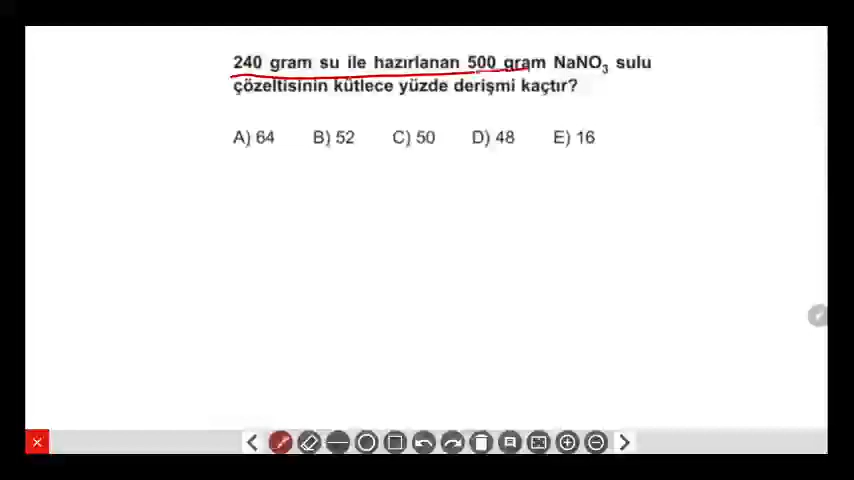 240 gram su ile hazırlanan 500 gram NaNO₃ sulu
çözeltisinin kütlece yüzde derişmi kaçtır?
A) 64 B) 52 C) 50 D) 48 E) 16